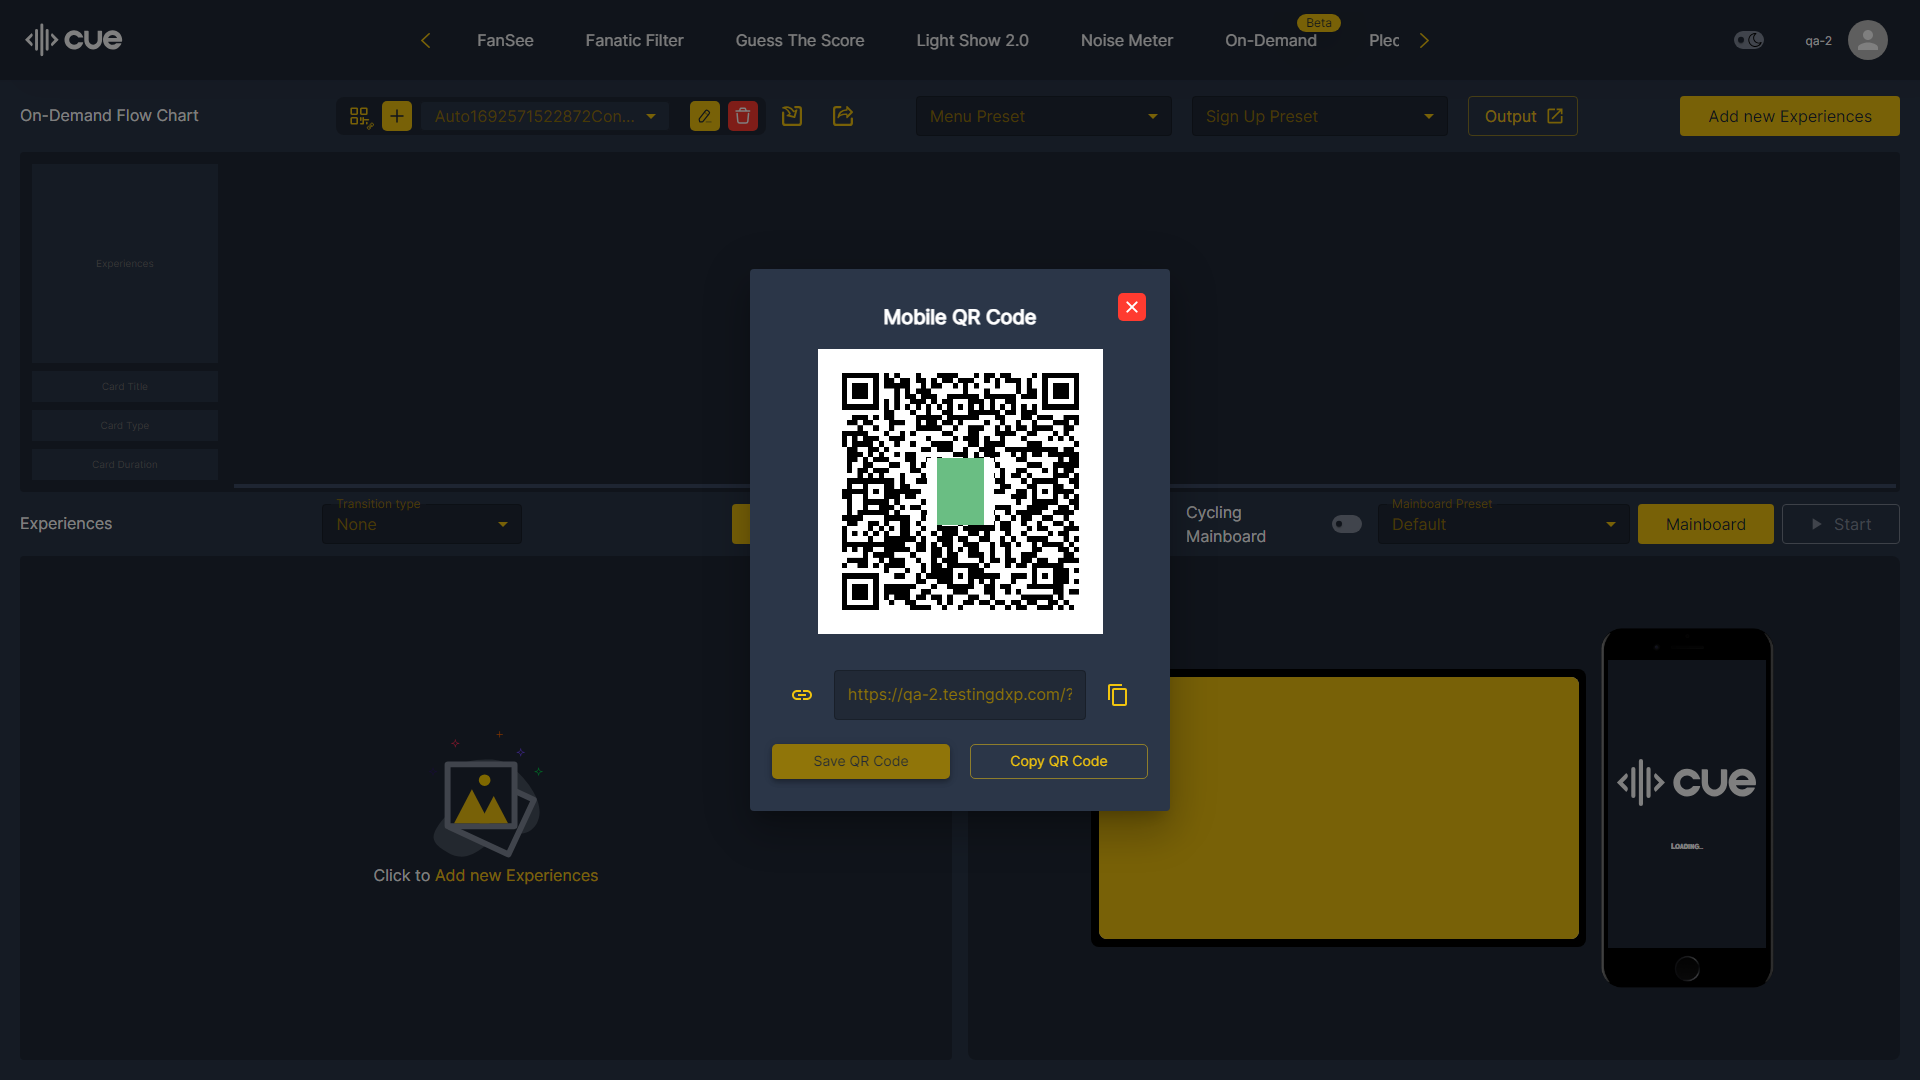 cue
FanSee
Fanatic Filter
Guess The Score
Light Show 2.0
Noise Meter
On-Demand
Beta
qa-2
On-Demand Flow Chart
Auto1692571522872Con...
Menu Preset
Sign Up Preset
Output
Add new Experiences
Experiences
Card Title
Card Type
Card Duration
Mobile QR Code
https://qa-2.testingdxp.com/?
Save QR Code
Copy QR Code
Experiences
Transition type
None
Cycling
Mainboard
Mainboard Preset
Default
Mainboard
Start
Click to Add new Experiences
cue
Loading...